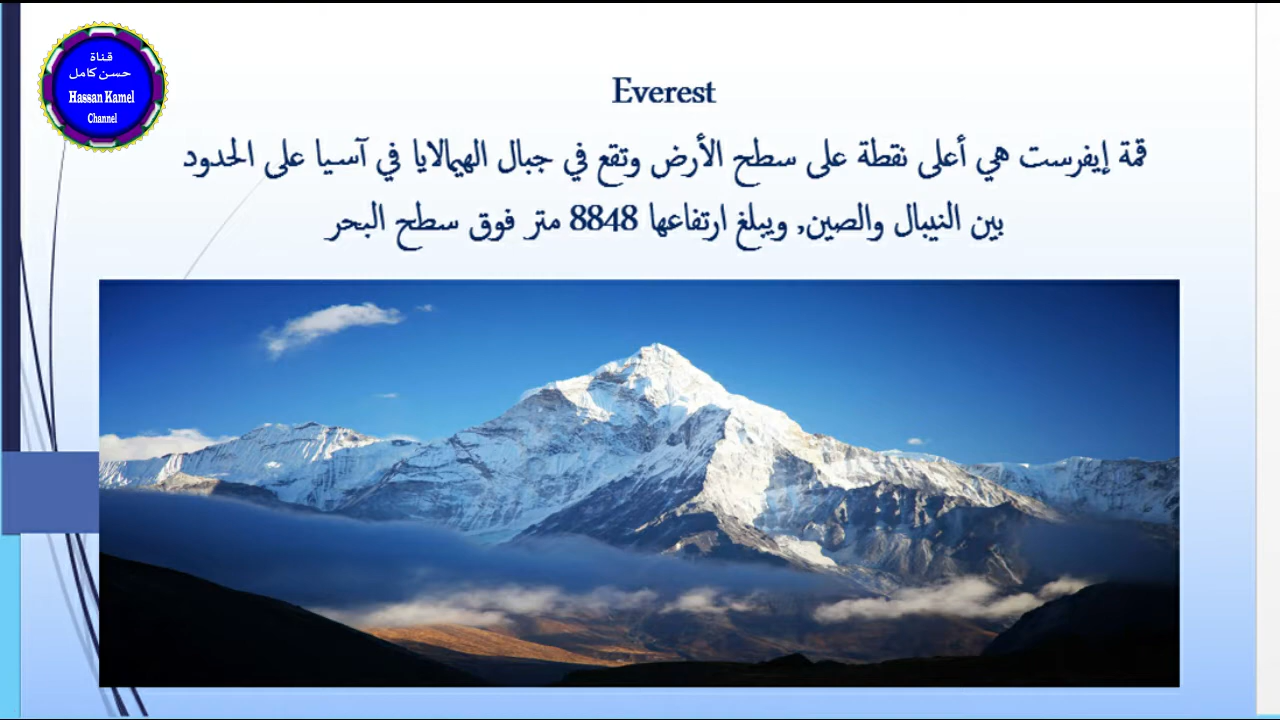 قناة
حسن كامل
Hassan Kamel
Channel
Everest
قمة إيفرست هي أعلى نقطة على سطح الأرض وتقع في جبال الهيمالايا في آسيا على الحدود
بين النيبال والصين, ويبلغ ارتفاعها 8848 متر فوق سطح البحر